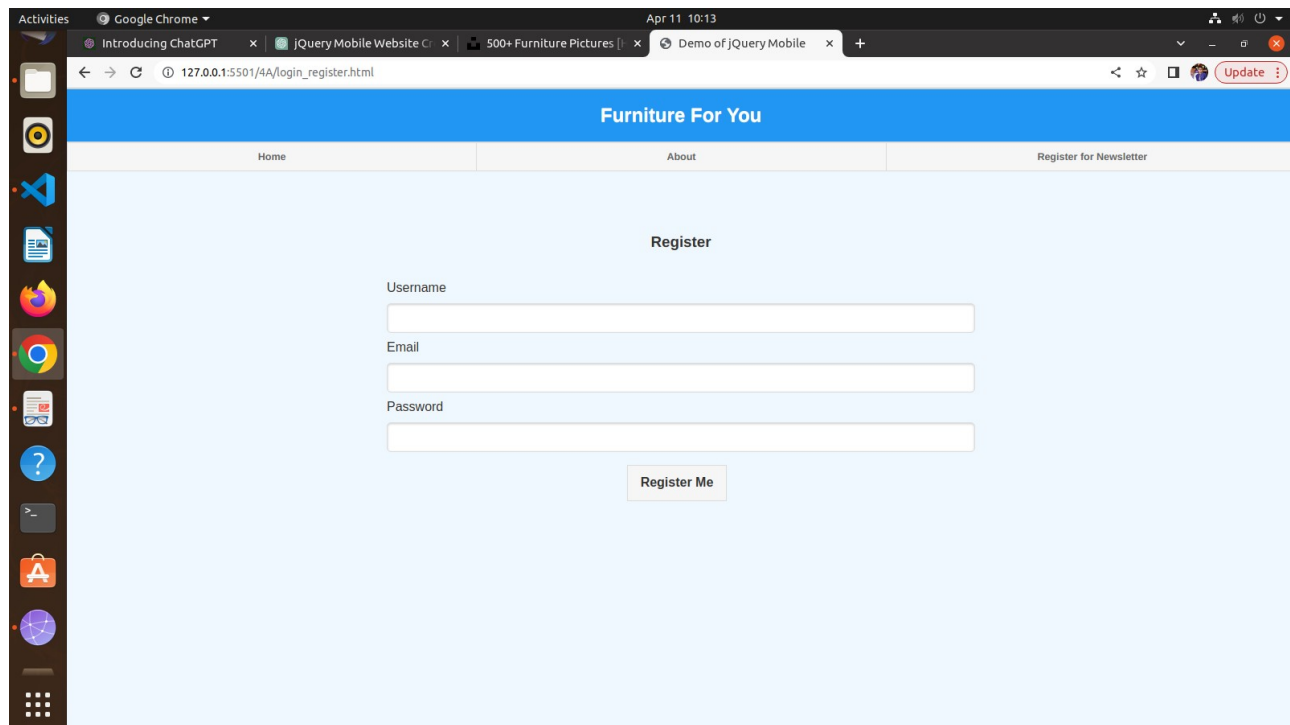 Activities Google Chrome Apr 11 10:13
Introducing ChatGPT jQuery Mobile Website Cr 500+ Furniture Pictures [H Demo of jQuery Mobile
127.0.0.1:5501/4A/login_register.html Update
Furniture For You
Home About Register for Newsletter
Register
Username
Email
Password
Register Me